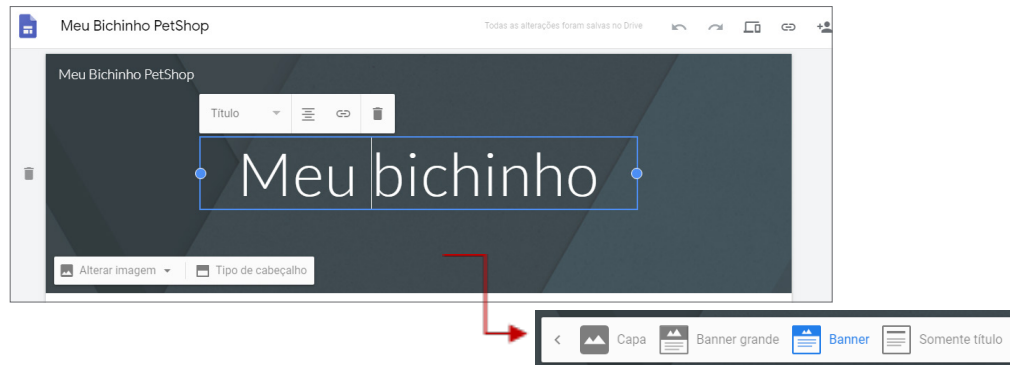 Meu Bichinho PetShop
Todas as alterações foram salvas no Drive
Meu Bichinho PetShop
Título
Meu bichinho
Alterar imagem
Tipo de cabeçalho
Capa
Banner grande
Banner
Somente título